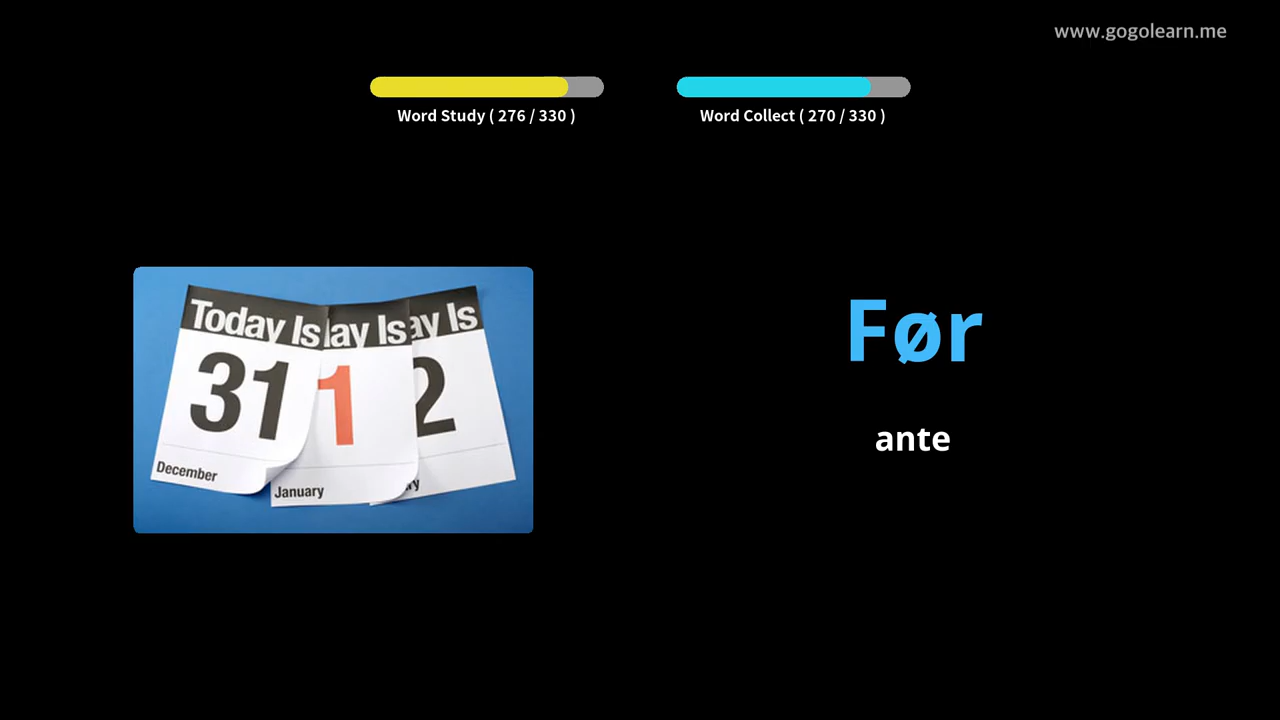 www.gogolearn.me
Word Study ( 276 / 330 )
Word Collect ( 270 / 330 )
Today Is
ay Is
ay Is
31
1
2
December
January
ry
Før
ante